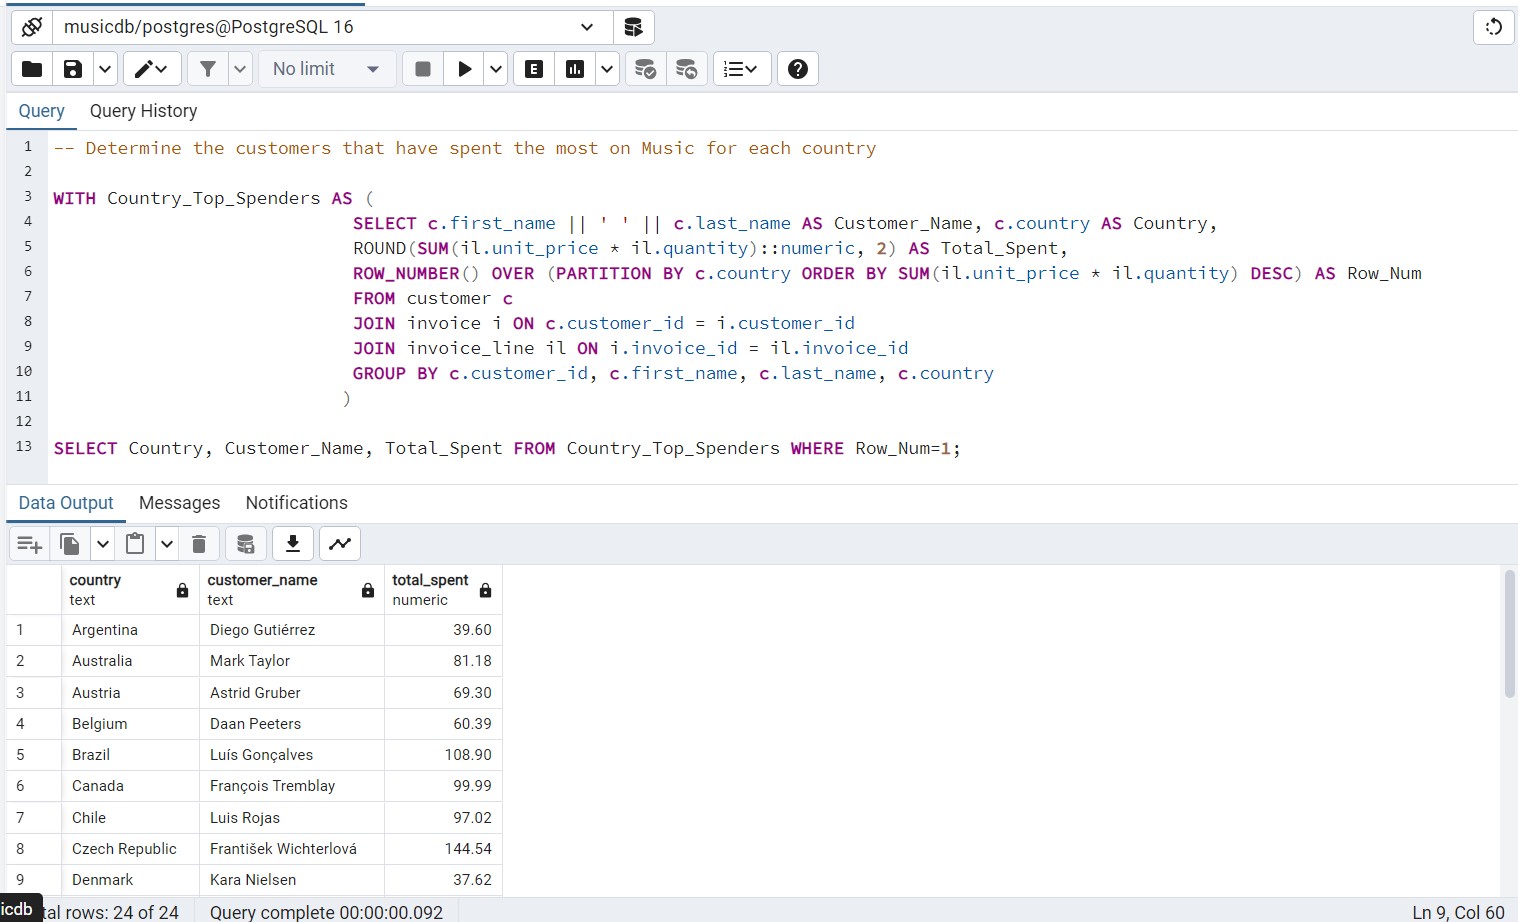 musicdb/postgres@PostgreSQL 16
No limit
E
Query Query History
1 -- Determine the customers that have spent the most on Music for each country
2
3 WITH Country_Top_Spenders AS (
4 SELECT c.first_name || ' ' || c.last_name AS Customer_Name, c.country AS Country,
5 ROUND(SUM(il.unit_price * il.quantity)::numeric, 2) AS Total_Spent,
6 ROW_NUMBER() OVER (PARTITION BY c.country ORDER BY SUM(il.unit_price * il.quantity) DESC) AS Row_Num
7 FROM customer c
8 JOIN invoice i ON c.customer_id = i.customer_id
9 JOIN invoice_line il ON i.invoice_id = il.invoice_id
10 GROUP BY c.customer_id, c.first_name, c.last_name, c.country
11 )
12
13 SELECT Country, Customer_Name, Total_Spent FROM Country_Top_Spenders WHERE Row_Num=1;
Data Output Messages Notifications
country customer_name total_spent
text text numeric
1 Argentina Diego Gutiérrez 39.60
2 Australia Mark Taylor 81.18
3 Austria Astrid Gruber 69.30
4 Belgium Daan Peeters 60.39
5 Brazil Luís Gonçalves 108.90
6 Canada François Tremblay 99.99
7 Chile Luis Rojas 97.02
8 Czech Republic František Wichterlová 144.54
9 Denmark Kara Nielsen 37.62
icdb tal rows: 24 of 24 Query complete 00:00:00.092 Ln 9, Col 60